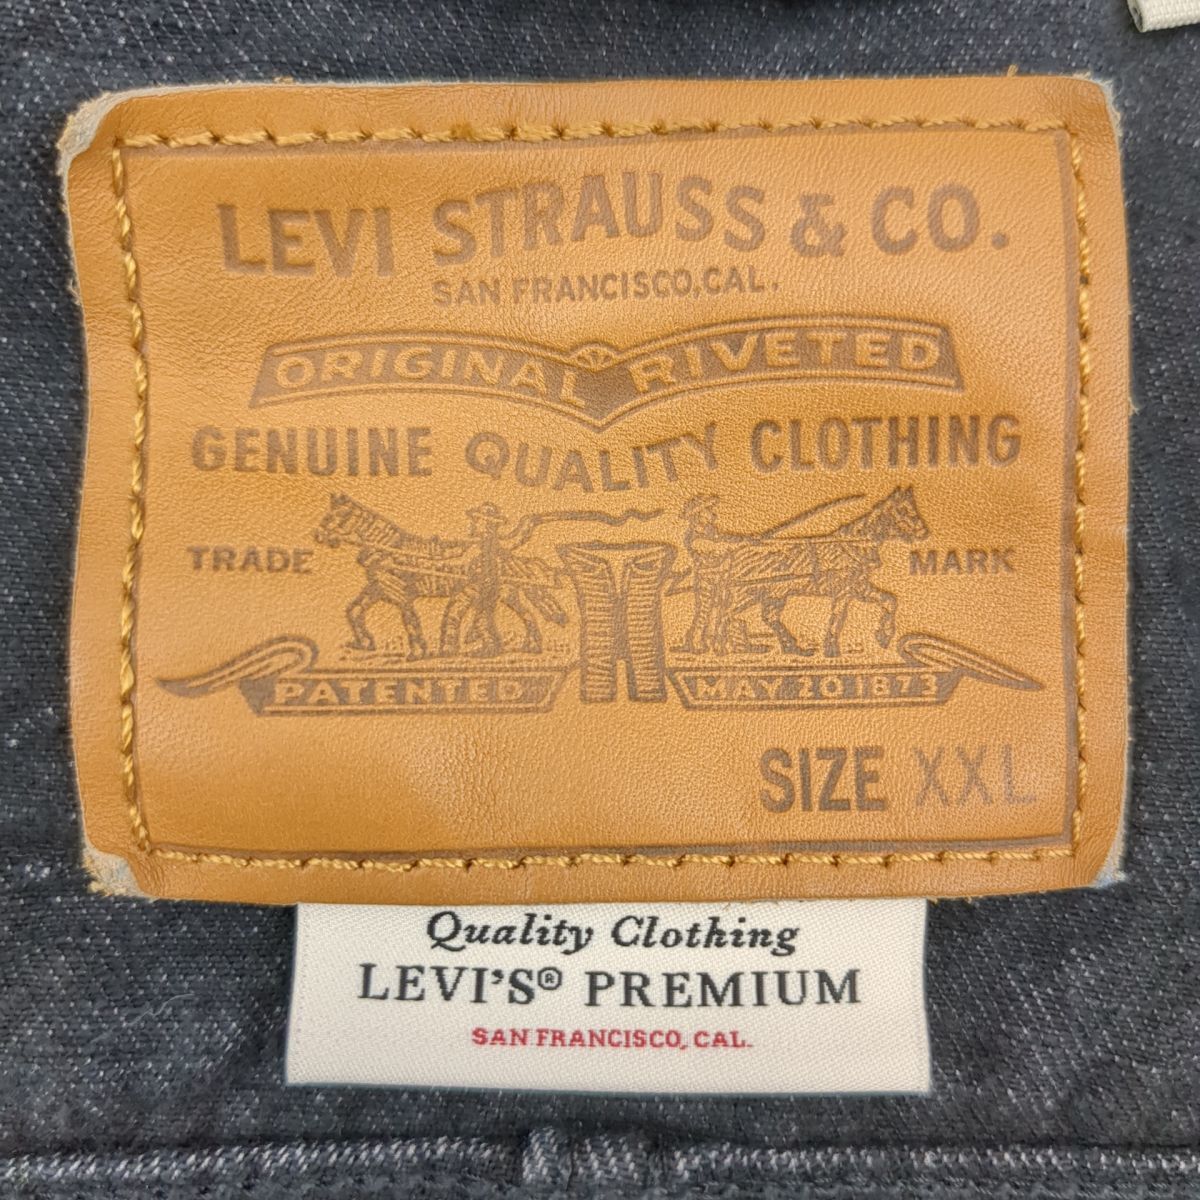 LEVI STRAUSS & CO.
SAN FRANCISCO, CAL.
ORIGINAL RIVETED
GENUINE QUALITY CLOTHING
TRADE MARK
PATENTED MAY 20 1873
SIZE XXL
Quality Clothing
LEVI'S® PREMIUM
SAN FRANCISCO, CAL.